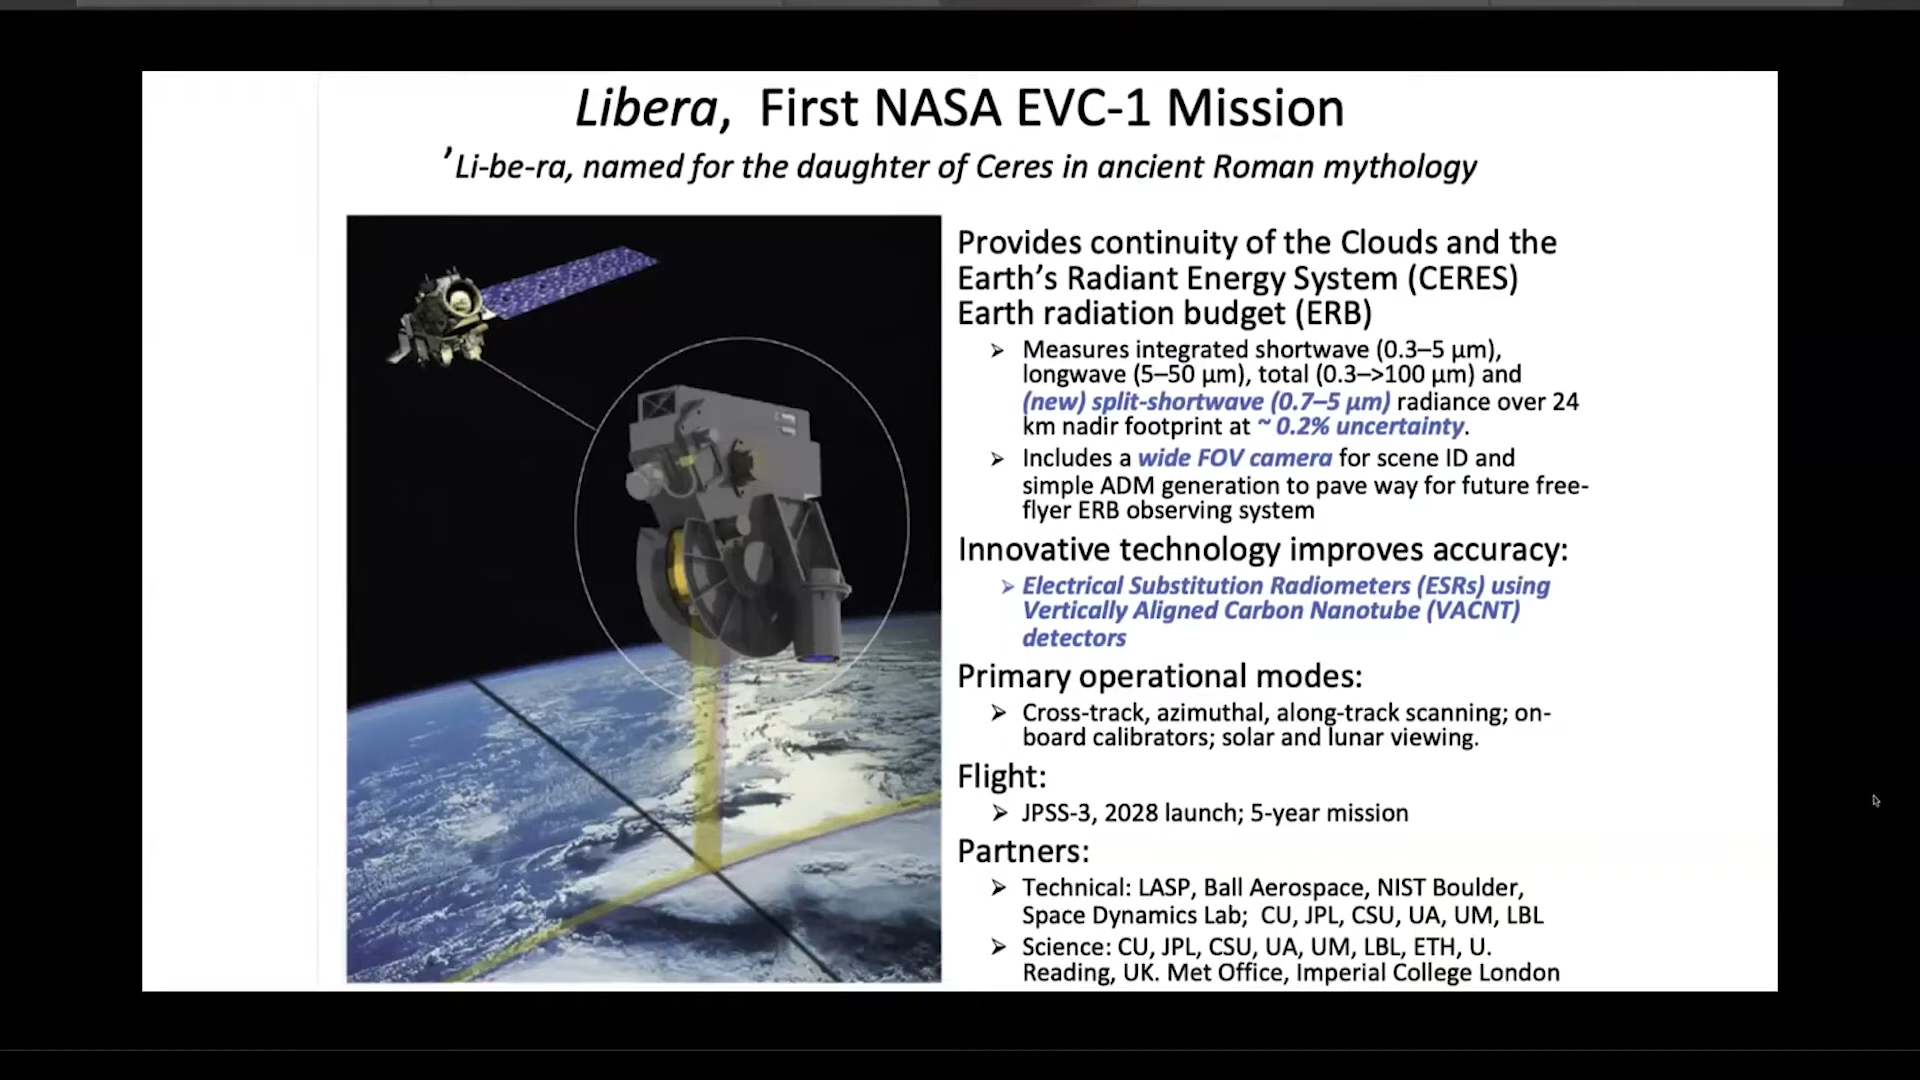 Libera, First NASA EVC-1 Mission
’Li-be-ra, named for the daughter of Ceres in ancient Roman mythology
Provides continuity of the Clouds and the
Earth’s Radiant Energy System (CERES)
Earth radiation budget (ERB)
➢ Measures integrated shortwave (0.3–5 µm),
longwave (5–50 µm), total (0.3–>100 µm) and
(new) split-shortwave (0.7–5 µm) radiance over 24
km nadir footprint at ~ 0.2% uncertainty.
➢ Includes a wide FOV camera for scene ID and
simple ADM generation to pave way for future free-
flyer ERB observing system
Innovative technology improves accuracy:
➢ Electrical Substitution Radiometers (ESRs) using
Vertically Aligned Carbon Nanotube (VACNT)
detectors
Primary operational modes:
➢ Cross-track, azimuthal, along-track scanning; on-
board calibrators; solar and lunar viewing.
Flight:
➢ JPSS-3, 2028 launch; 5-year mission
Partners:
➢ Technical: LASP, Ball Aerospace, NIST Boulder,
Space Dynamics Lab; CU, JPL, CSU, UA, UM, LBL
➢ Science: CU, JPL, CSU, UA, UM, LBL, ETH, U.
Reading, UK. Met Office, Imperial College London